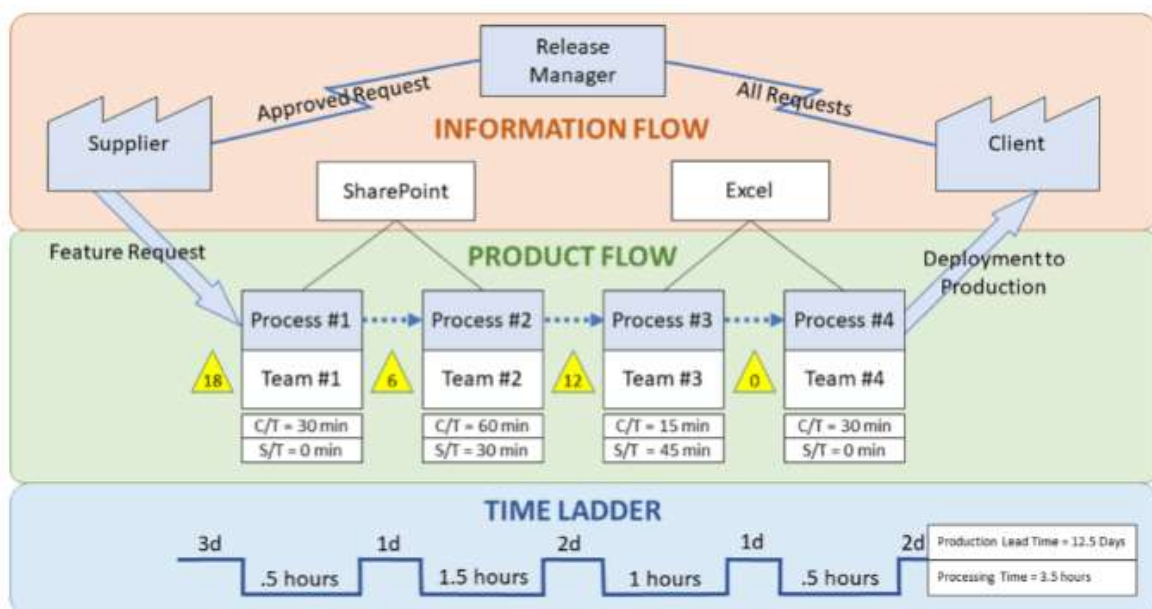 Release
Manager
Approved Request
All Requests
INFORMATION FLOW
Supplier
Client
SharePoint
Excel
Feature Request
PRODUCT FLOW
Deployment to
Production
Process #1
Process #2
Process #3
Process #4
18
Team #1
6
Team #2
12
Team #3
0
Team #4
C/T = 30 min
C/T = 60 min
C/T = 15 min
C/T = 30 min
S/T = 0 min
S/T = 30 min
S/T = 45 min
S/T = 0 min
TIME LADDER
3d
1d
2d
1d
2d
Production Lead Time = 12.5 Days
.5 hours
1.5 hours
1 hours
.5 hours
Processing Time = 3.5 hours